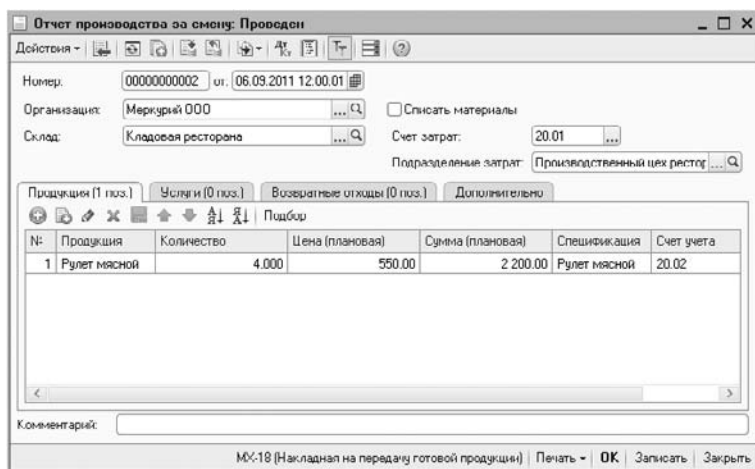 Отчет производства за смену: Проведен
Действия
Номер: 00000000002 от: 06.09.2011 12:00:01
Организация: Меркурий ООО ... Списать материалы
Склад: Кладовая ресторана ... Счет затрат: 20.01 ...
Подразделение затрат: Производственный цех рестор ...
Продукция (1 поз.) Услуги (0 поз.) Возвратные отходы (0 поз.) Дополнительно
Подбор
№ Продукция Количество Цена (плановая) Сумма (плановая) Спецификация Счет учета
1 Рулет мясной 4.000 550.00 2 200.00 Рулет мясной 20.02
Комментарий:
МХ-18 (Накладная на передачу готовой продукции) Печать OK Записать Закрыть